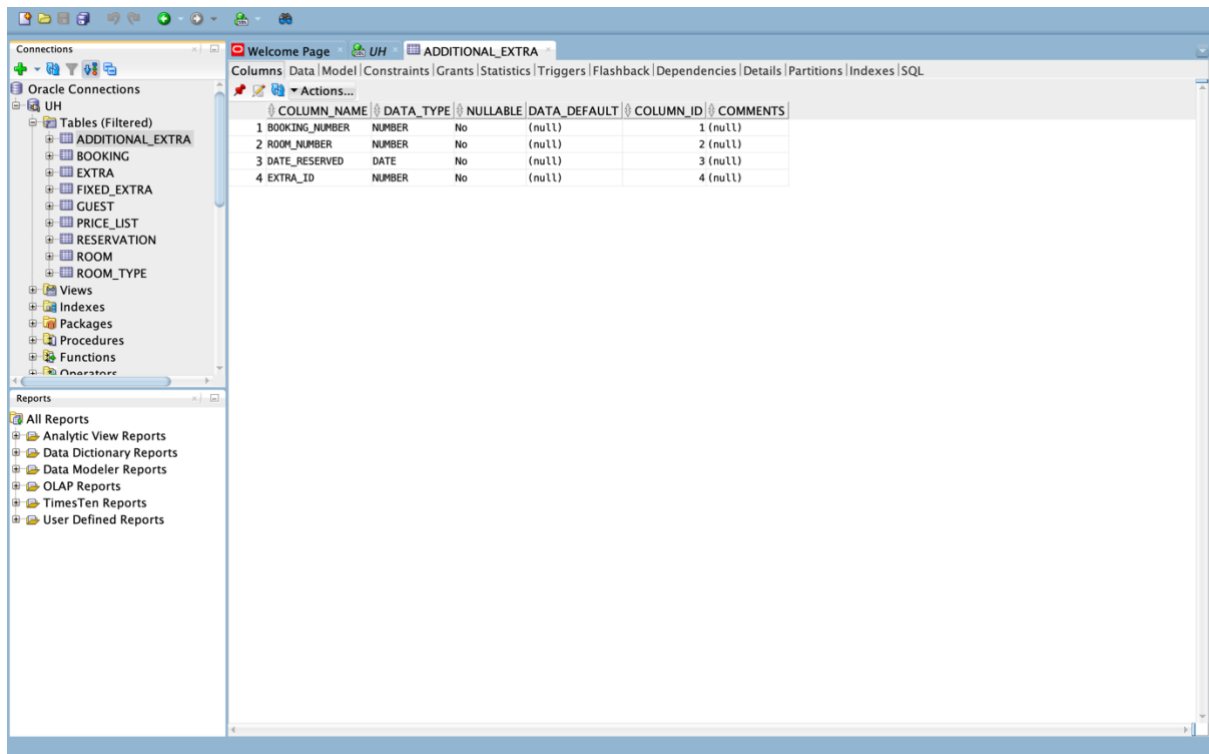 Connections
Oracle Connections
UH
Tables (Filtered)
ADDITIONAL_EXTRA
BOOKING
EXTRA
FIXED_EXTRA
GUEST
PRICE_LIST
RESERVATION
ROOM
ROOM_TYPE
Views
Indexes
Packages
Procedures
Functions
Operators
Reports
All Reports
Analytic View Reports
Data Dictionary Reports
Data Modeler Reports
OLAP Reports
TimesTen Reports
User Defined Reports
Welcome Page UH ADDITIONAL_EXTRA
Columns Data Model Constraints Grants Statistics Triggers Flashback Dependencies Details Partitions Indexes SQL
Actions...
COLUMN_NAME DATA_TYPE NULLABLE DATA_DEFAULT COLUMN_ID COMMENTS
1 BOOKING_NUMBER NUMBER No (null) 1 (null)
2 ROOM_NUMBER NUMBER No (null) 2 (null)
3 DATE_RESERVED DATE No (null) 3 (null)
4 EXTRA_ID NUMBER No (null) 4 (null)